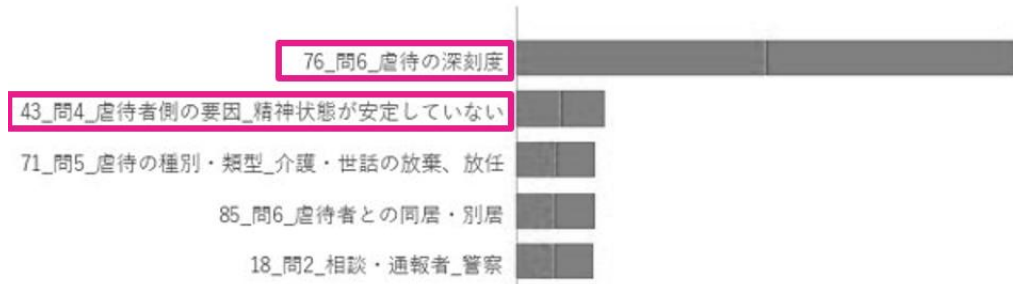 76_問6_虐待の深刻度
43_問4_虐待者側の要因_精神状態が安定していない
71_問5_虐待の種別・類型_介護・世話の放棄、放任
85_問6_虐待者との同居・別居
18_問2_相談・通報者_警察